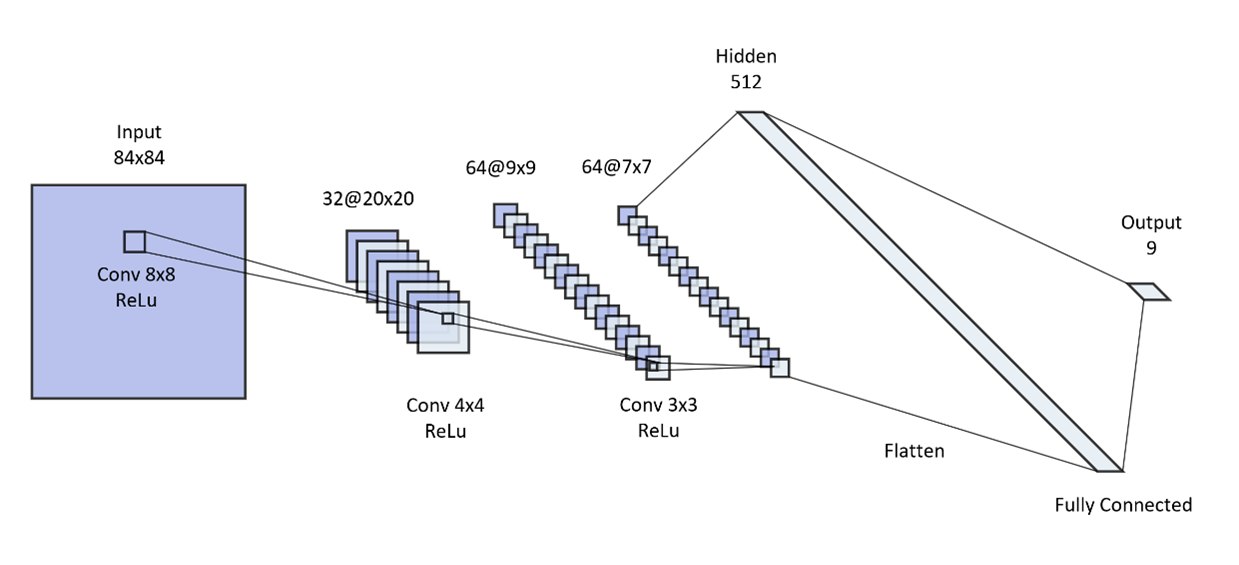 Input
84x84
Conv 8x8
ReLu
32@20x20
Conv 4x4
ReLu
64@9x9
Conv 3x3
ReLu
64@7x7
Hidden
512
Flatten
Fully Connected
Output
9